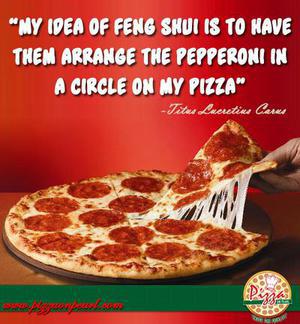 "MY IDEA OF FENG SHUI IS TO HAVE
THEM ARRANGE THE PEPPERONI IN
A CIRCLE ON MY PIZZA"
-Titus Lucretius Carus
www.pizzaonpearl.com
Pizza